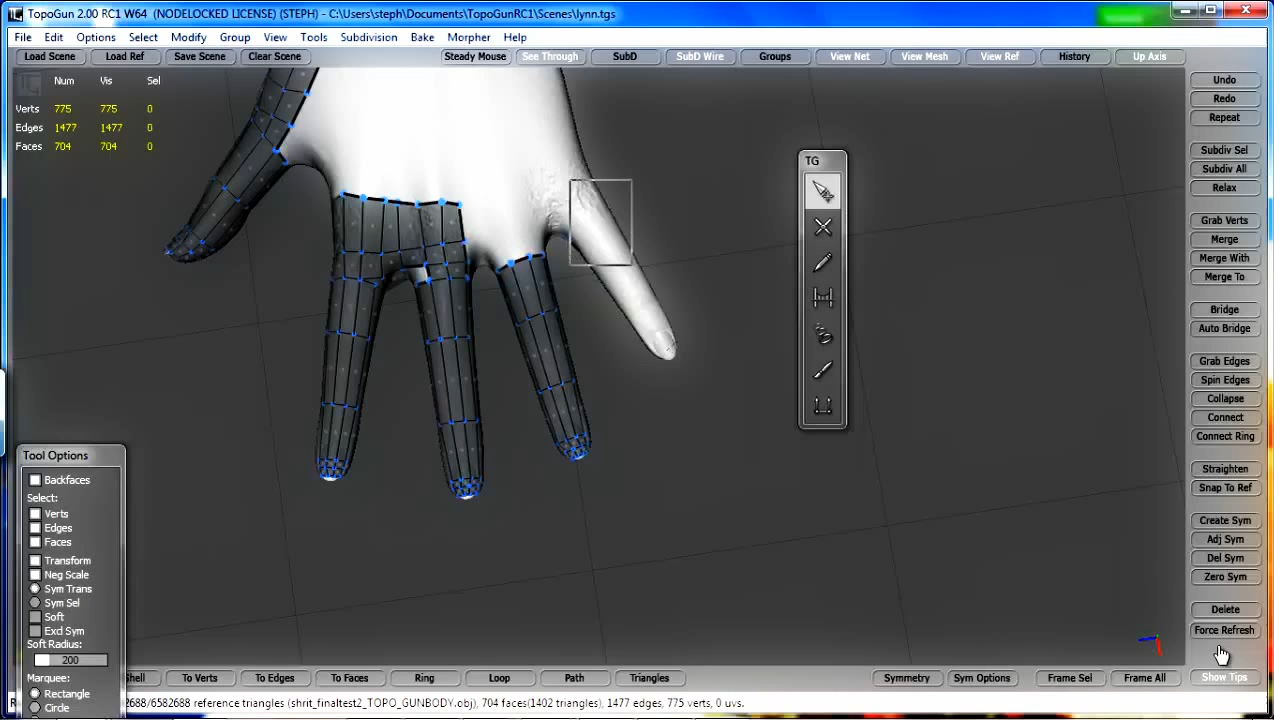 TopoGun 2.00 RC1 W64 (NODELOCKED LICENSE) (STEPH) - C:\Users\steph\Documents\TopoGunRC1\Scenes\lynn.tgs
File Edit Options Select Modify Group View Tools Subdivision Bake Morpher Help
Load Scene Load Ref Save Scene Clear Scene Steady Mouse See Through SubD SubD Wire Groups View Net View Mesh View Ref History Up Axis
Num Vis Sel
Verts 775 775 0
Edges 1477 1477 0
Faces 704 704 0
TG
Undo
Redo
Repeat
Subdiv Sel
Subdiv All
Relax
Grab Verts
Merge
Merge With
Merge To
Bridge
Auto Bridge
Grab Edges
Spin Edges
Collapse
Connect
Connect Ring
Straighten
Snap To Ref
Create Sym
Adj Sym
Del Sym
Zero Sym
Delete
Force Refresh
Show Tips
Tool Options
Backfaces
Select:
Verts
Edges
Faces
Transform
Neg Scale
Sym Trans
Sym Sel
Soft
Excl Sym
Soft Radius:
200
Marquee:
Rectangle
Circle
Shell To Verts To Edges To Faces Ring Loop Path Triangles Symmetry Sym Options Frame Sel Frame All
2688/6582688 reference triangles (shrit_finaltest2_TOPO_GUNBODY.obj), 704 faces(1402 triangles), 1477 edges, 775 verts, 0 uvs.